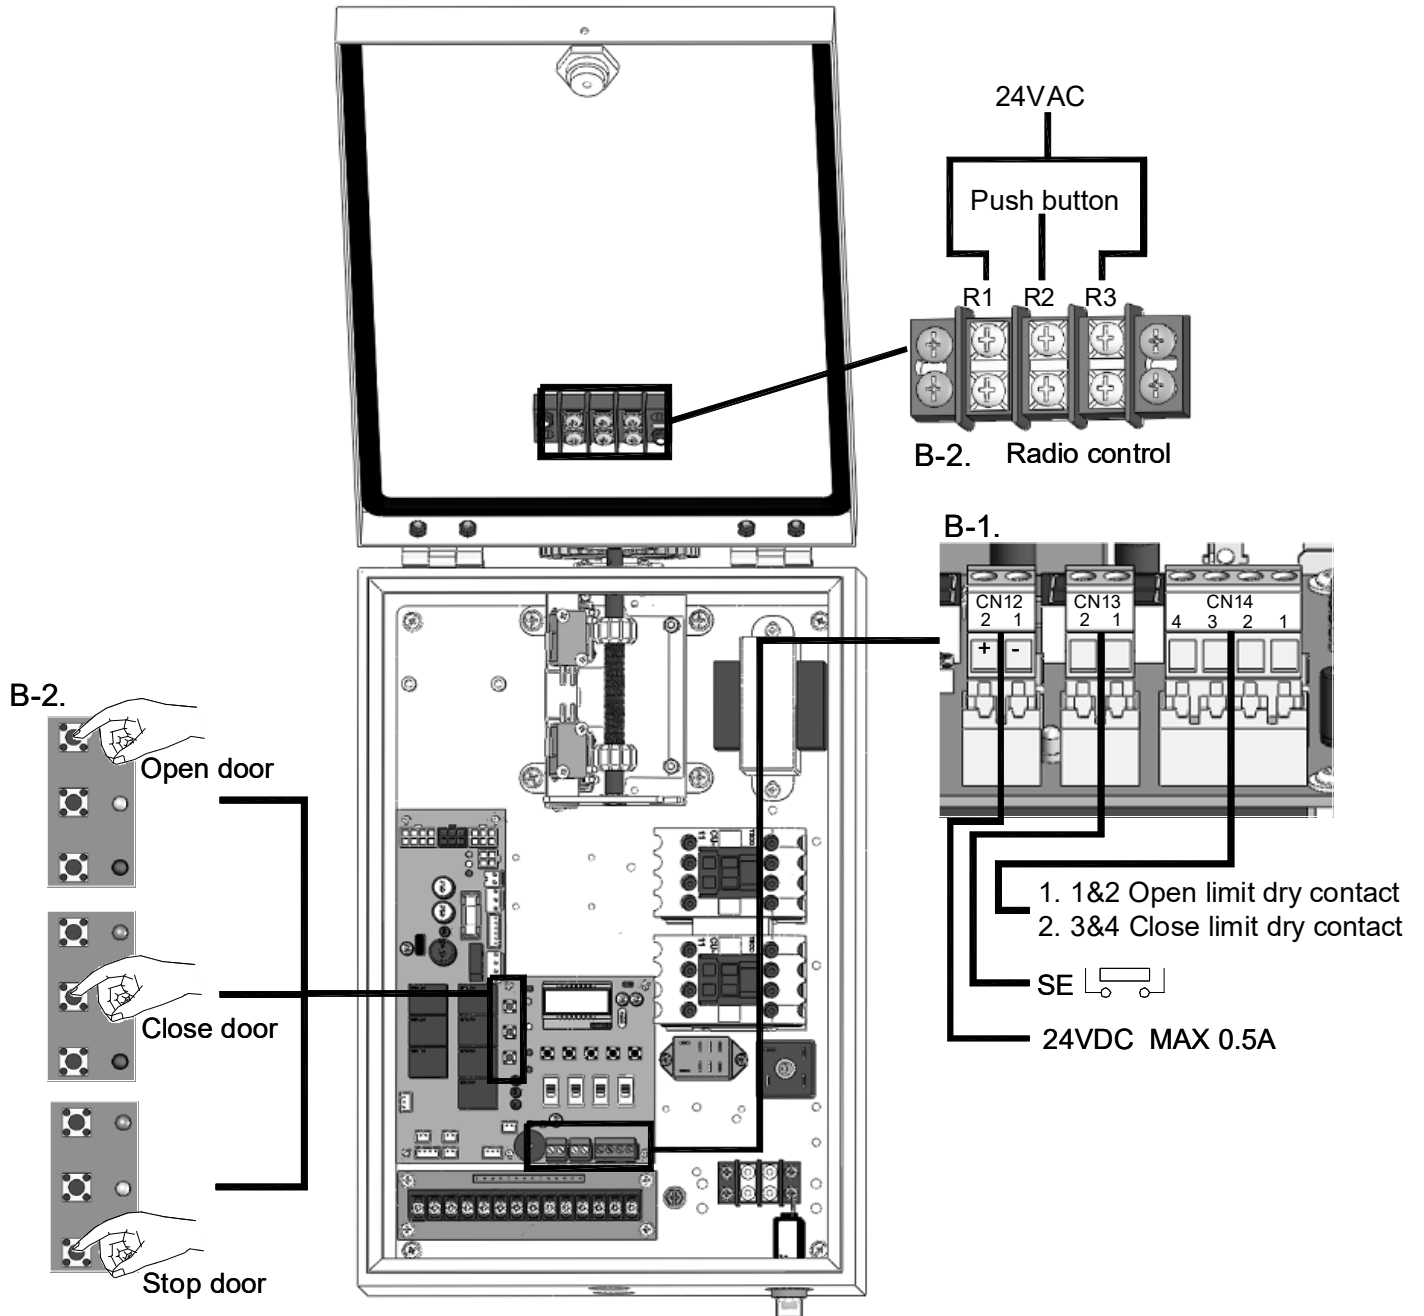 24VAC
Push button
R1 R2 R3
B-2. Radio control
B-1.
CN12 CN13 CN14
2 1 2 1 4 3 2 1
+ -
B-2.
Open door
Close door
Stop door
1. 1&2 Open limit dry contact
2. 3&4 Close limit dry contact
SE
24VDC MAX 0.5A